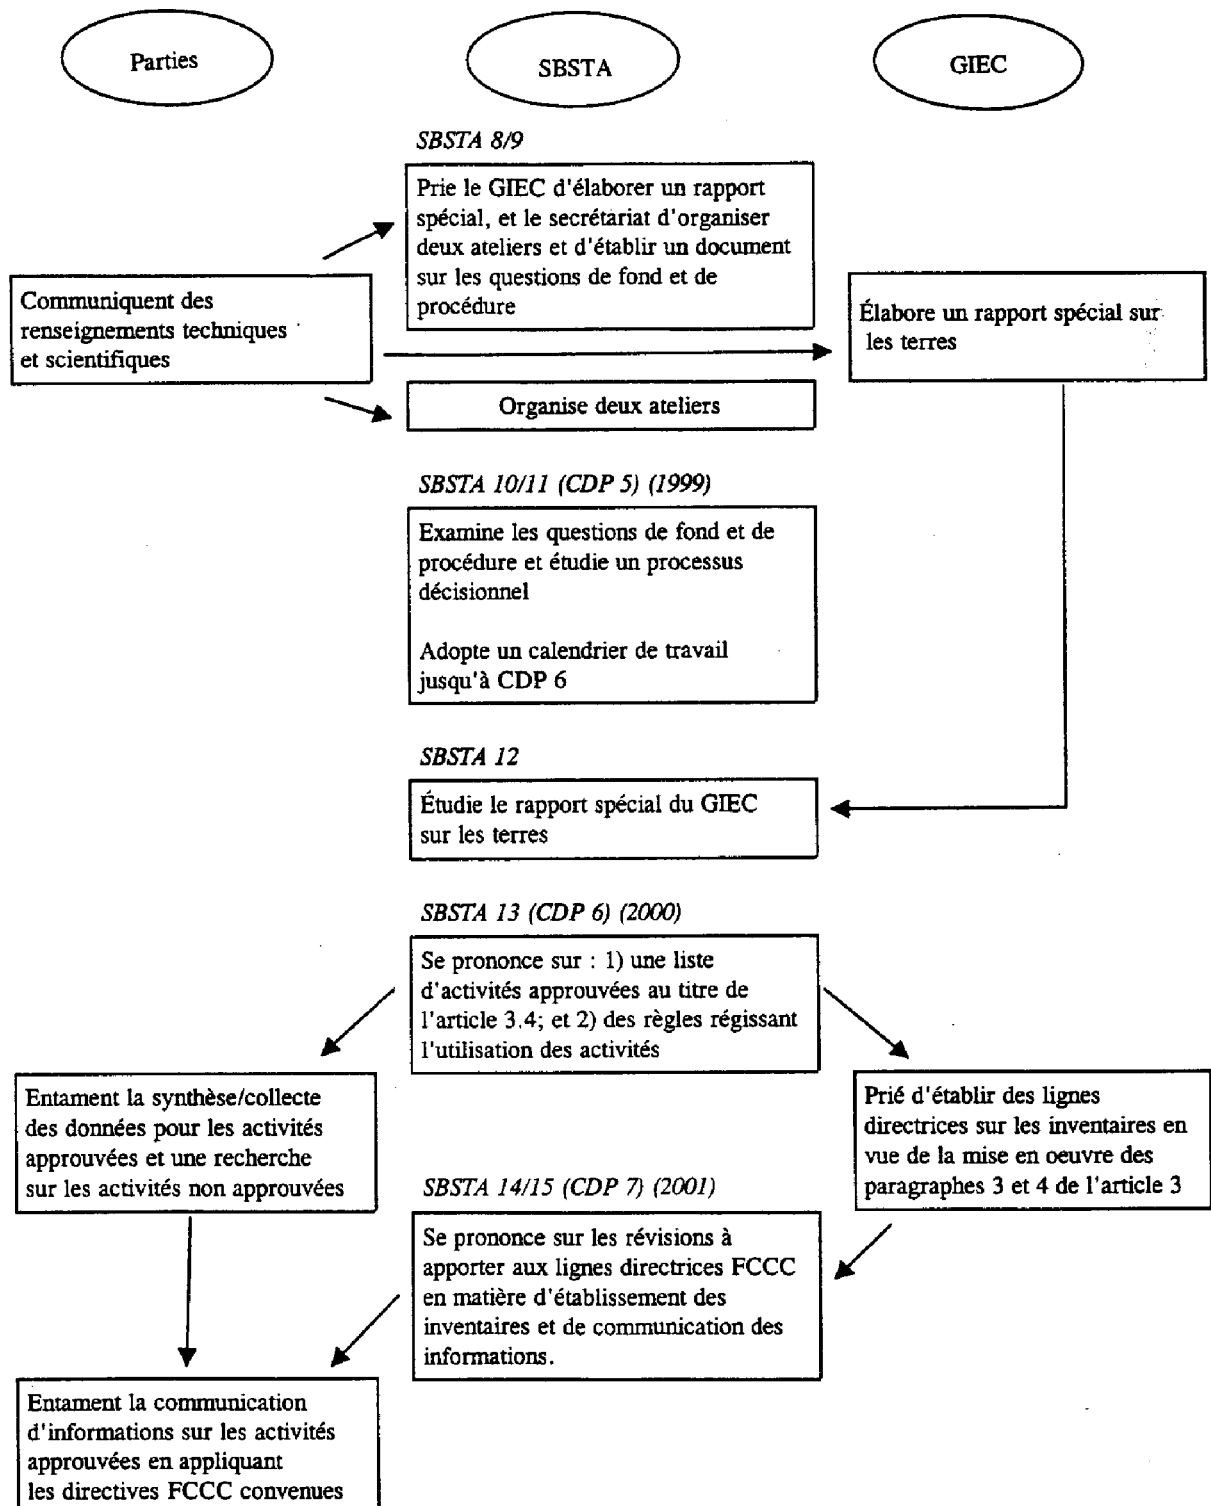 Parties
SBSTA
GIEC
SBSTA 8/9
Prie le GIEC d'élaborer un rapport
spécial, et le secrétariat d'organiser
deux ateliers et d'établir un document
sur les questions de fond et de
procédure
Communiquent des
renseignements techniques
et scientifiques
Élabore un rapport spécial sur
les terres
Organise deux ateliers
SBSTA 10/11 (CDP 5) (1999)
Examine les questions de fond et de
procédure et étudie un processus
décisionnel
Adopte un calendrier de travail
jusqu'à CDP 6
SBSTA 12
Étudie le rapport spécial du GIEC
sur les terres
SBSTA 13 (CDP 6) (2000)
Se prononce sur : 1) une liste
d'activités approuvées au titre de
l'article 3.4; et 2) des règles régissant
l'utilisation des activités
Entament la synthèse/collecte
des données pour les activités
approuvées et une recherche
sur les activités non approuvées
Prié d'établir des lignes
directrices sur les inventaires en
vue de la mise en oeuvre des
paragraphes 3 et 4 de l'article 3
SBSTA 14/15 (CDP 7) (2001)
Se prononce sur les révisions à
apporter aux lignes directrices FCCC
en matière d'établissement des
inventaires et de communication des
informations.
Entament la communication
d'informations sur les activités
approuvées en appliquant
les directives FCCC convenues